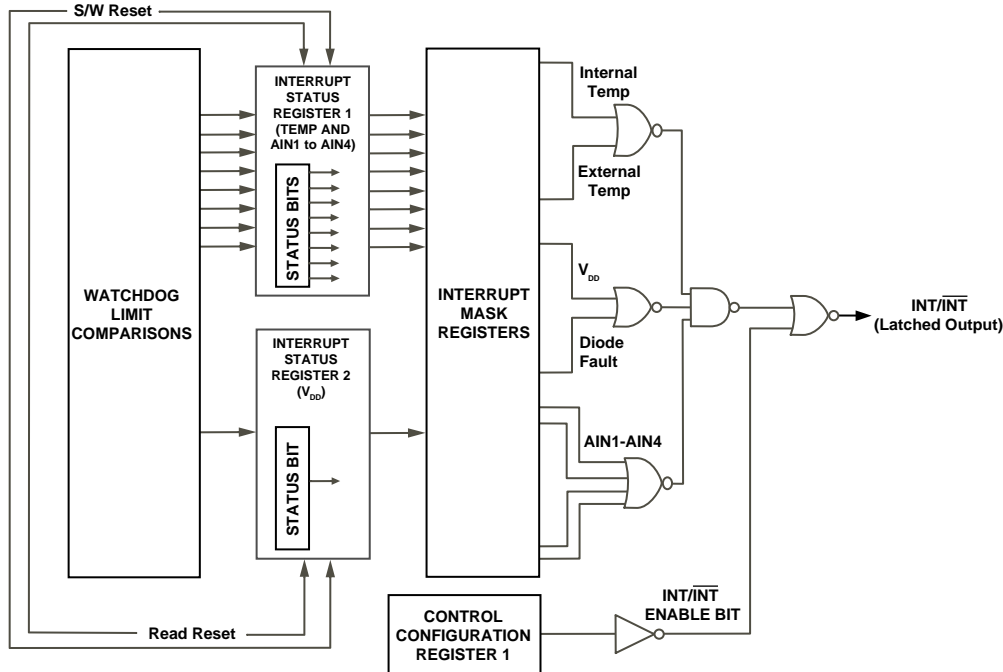 S/W Reset
WATCHDOG
LIMIT
COMPARISONS
INTERRUPT
STATUS
REGISTER 1
(TEMP AND
AIN1 to AIN4)
STATUS BITS
INTERRUPT
STATUS
REGISTER 2
(VDD)
STATUS BIT
Read Reset
INTERRUPT
MASK
REGISTERS
Internal
Temp
External
Temp
VDD
Diode
Fault
AIN1-AIN4
INT/I̅N̅T̅
(Latched Output)
CONTROL
CONFIGURATION
REGISTER 1
INT/I̅N̅T̅
ENABLE BIT